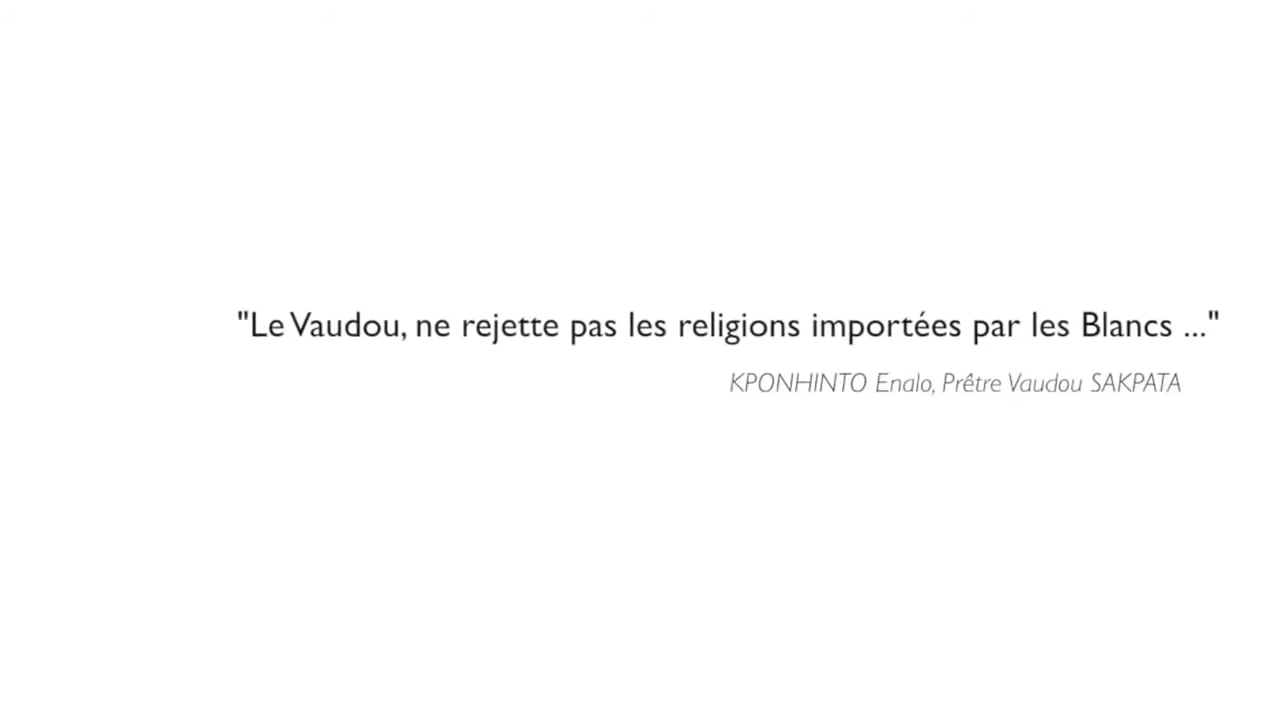 "Le Vaudou, ne rejette pas les religions importées par les Blancs ..."
KPONHINTO Enalo, Prêtre Vaudou SAKPATA